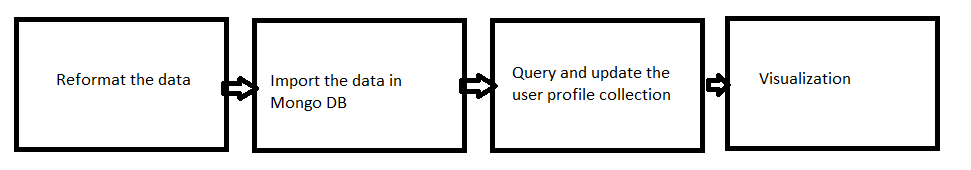 Reformat the data
Import the data in
Mongo DB
Query and update the
user profile collection
Visualization